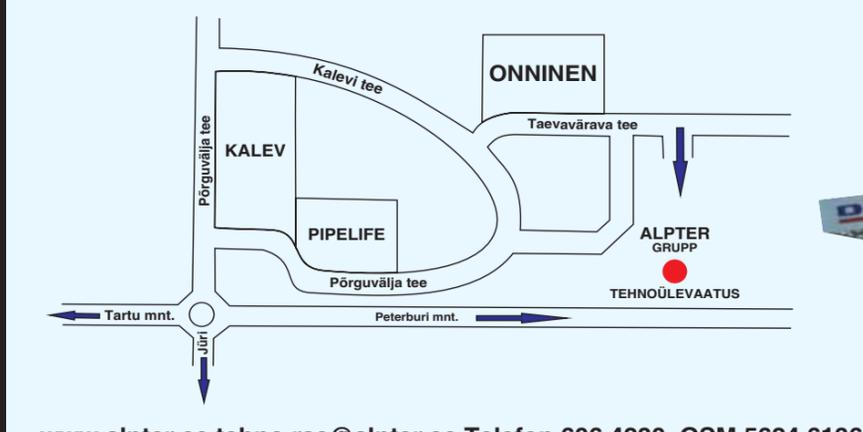 ONNINEN
Kalevi tee
Taevavärava tee
Põrguvälja tee
KALEV
PIPELIFE
ALPTER
GRUPP
TEHNOÜLEVAATUS
Põrguvälja tee
Tartu mnt.
Peterburi mnt.
Jüri